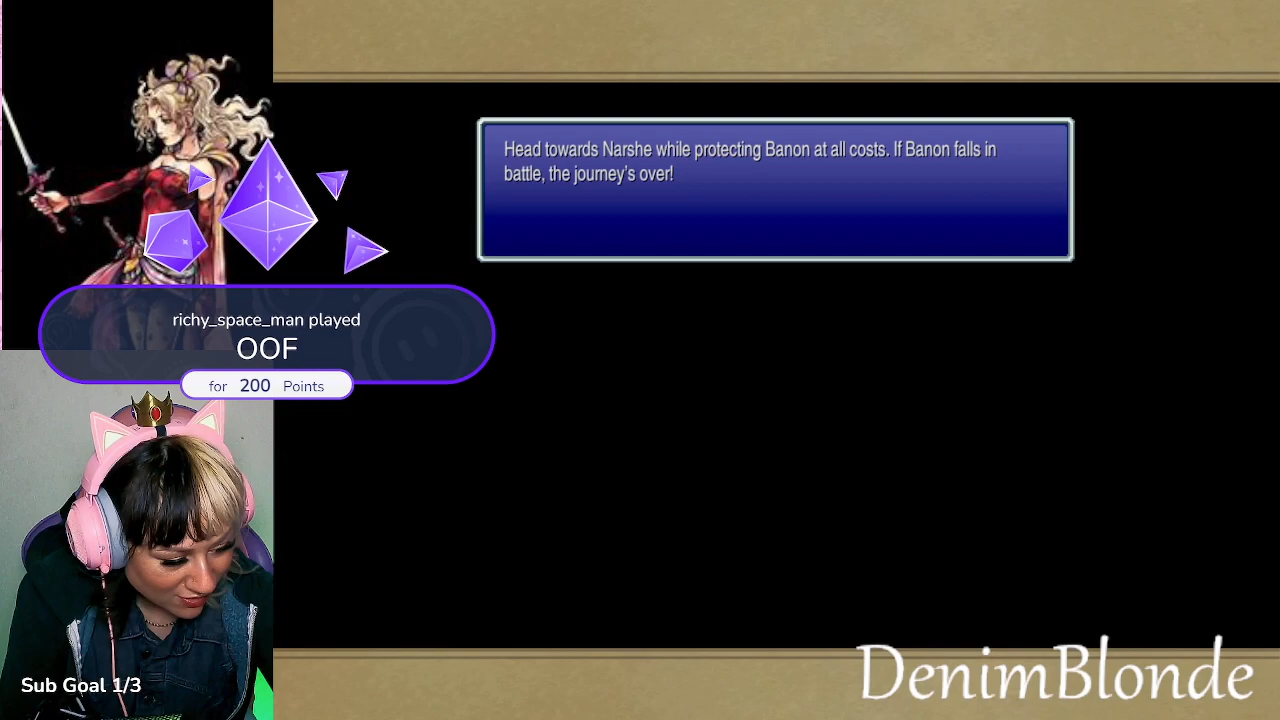 Head towards Narshe while protecting Banon at all costs. If Banon falls in
battle, the journey's over!
richy_space_man played
OOF
for 200 Points
Sub Goal 1/3
DenimBlonde